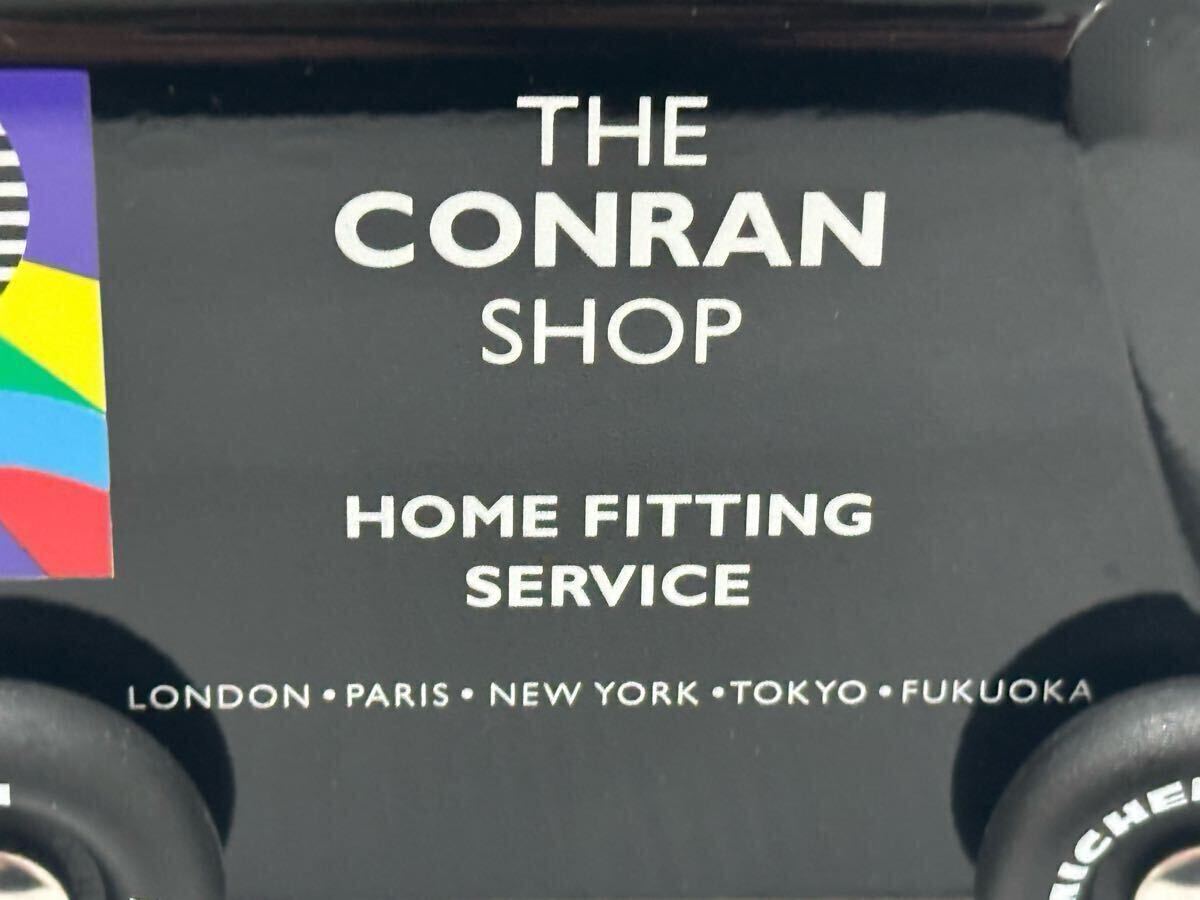 THE
CONRAN
SHOP
HOME FITTING
SERVICE
LONDON • PARIS • NEW YORK • TOKYO • FUKUOKA